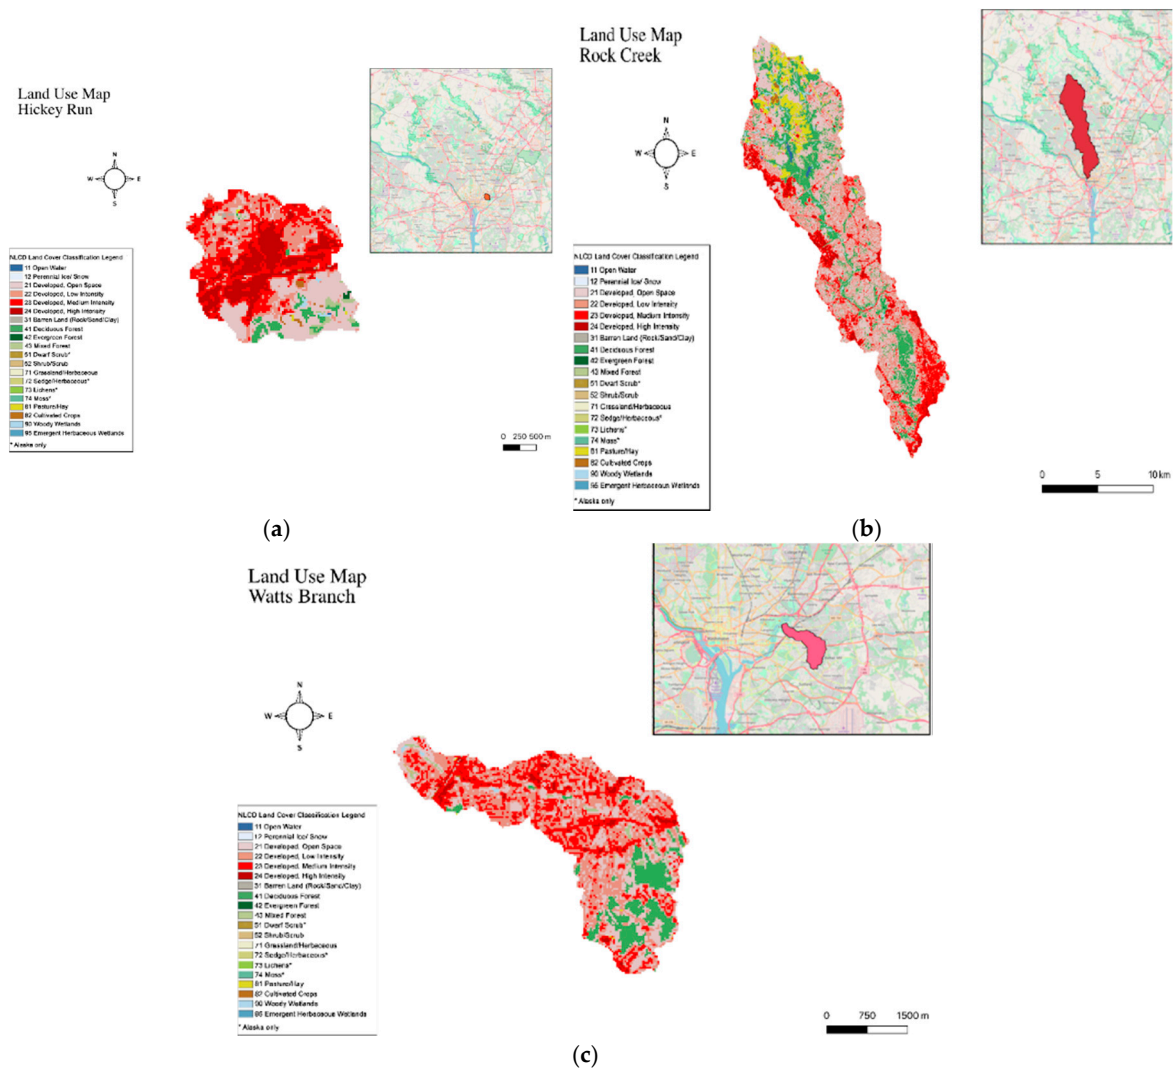 Land Use Map
Hickey Run
N
W E
S
NLCD Land Cover Classification Legend
11 Open Water
12 Perennial Ice/ Snow
21 Developed, Open Space
22 Developed, Low Intensity
23 Developed, Medium Intensity
24 Developed, High Intensity
31 Barren Land (Rock/Sand/Clay)
41 Deciduous Forest
42 Evergreen Forest
43 Mixed Forest
51 Dwarf Scrub*
52 Shrub/Scrub
71 Grassland/Herbaceous
72 Sedge/Herbaceous*
73 Lichens*
74 Moss*
81 Pasture/Hay
82 Cultivated Crops
90 Woody Wetlands
95 Emergent Herbaceous Wetlands
* Alaska only
0 250 500 m
(a)
Land Use Map
Rock Creek
N
W E
S
NLCD Land Cover Classification Legend
11 Open Water
12 Perennial Ice/ Snow
21 Developed, Open Space
22 Developed, Low Intensity
23 Developed, Medium Intensity
24 Developed, High Intensity
31 Barren Land (Rock/Sand/Clay)
41 Deciduous Forest
42 Evergreen Forest
43 Mixed Forest
51 Dwarf Scrub*
52 Shrub/Scrub
71 Grassland/Herbaceous
72 Sedge/Herbaceous*
73 Lichens*
74 Moss*
81 Pasture/Hay
82 Cultivated Crops
90 Woody Wetlands
95 Emergent Herbaceous Wetlands
* Alaska only
0 5 10 km
(b)
Land Use Map
Watts Branch
N
W E
S
NLCD Land Cover Classification Legend
11 Open Water
12 Perennial Ice/ Snow
21 Developed, Open Space
22 Developed, Low Intensity
23 Developed, Medium Intensity
24 Developed, High Intensity
31 Barren Land (Rock/Sand/Clay)
41 Deciduous Forest
42 Evergreen Forest
43 Mixed Forest
51 Dwarf Scrub*
52 Shrub/Scrub
71 Grassland/Herbaceous
72 Sedge/Herbaceous*
73 Lichens*
74 Moss*
81 Pasture/Hay
82 Cultivated Crops
90 Woody Wetlands
95 Emergent Herbaceous Wetlands
* Alaska only
0 750 1500 m
(c)